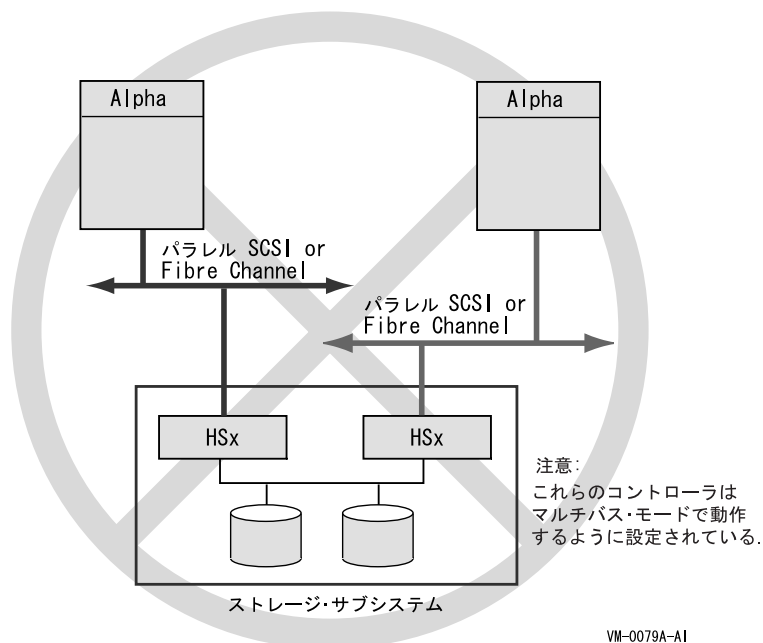 Alpha
Alpha
パラレル SCSI or
Fibre Channel
パラレル SCSI or
Fibre Channel
HSx
HSx
注意:
これらのコントローラは
マルチバス・モードで動作
するように設定されている.
ストレージ・サブシステム
VM-0079A-AI